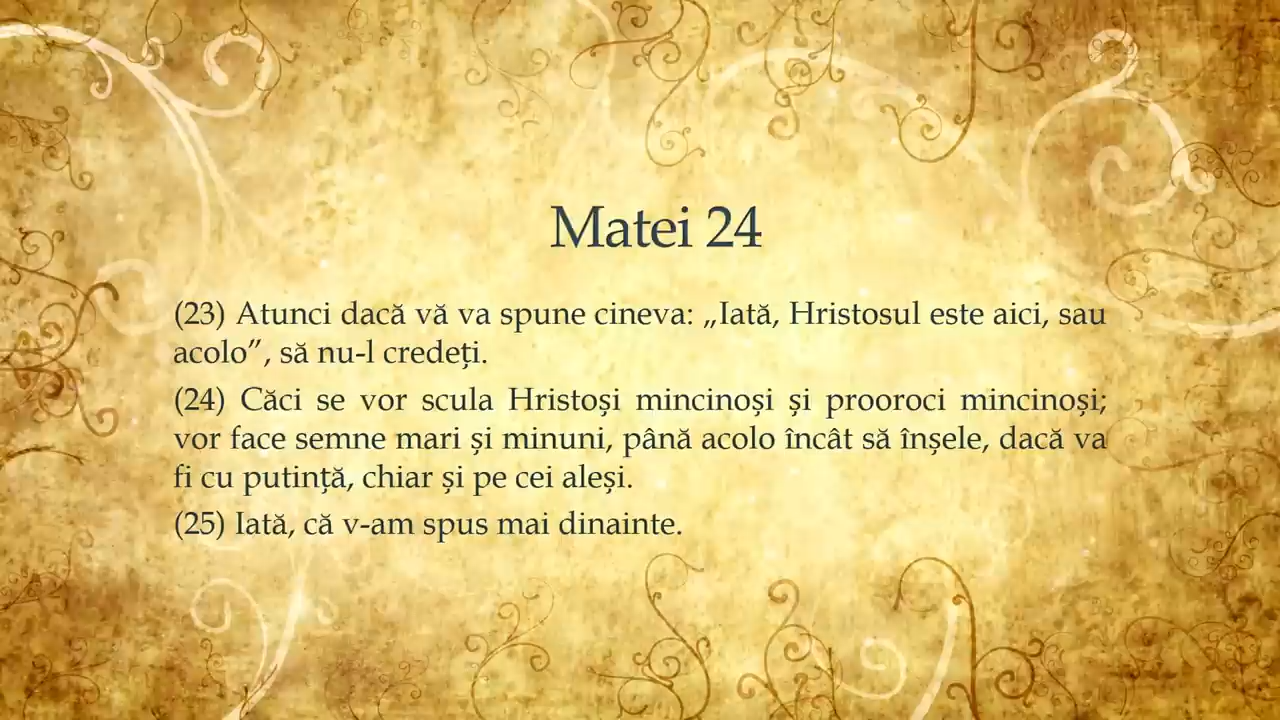 Matei 24
(23) Atunci dacă vă va spune cineva: „Iată, Hristosul este aici, sau
acolo”, să nu-l credeți.
(24) Căci se vor scula Hristoși mincinoși și prooroci mincinoși;
vor face semne mari și minuni, până acolo încât să înșele, dacă va
fi cu putință, chiar și pe cei aleși.
(25) Iată, că v-am spus mai dinainte.